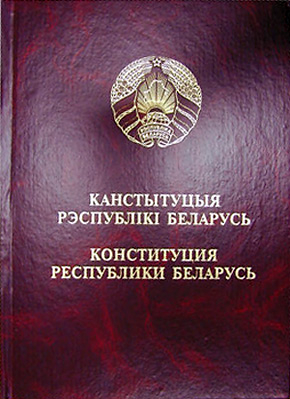 КАНСТЫТУЦЫЯ
РЭСПУБЛІКІ БЕЛАРУСЬ
КОНСТИТУЦИЯ
РЕСПУБЛИКИ БЕЛАРУСЬ